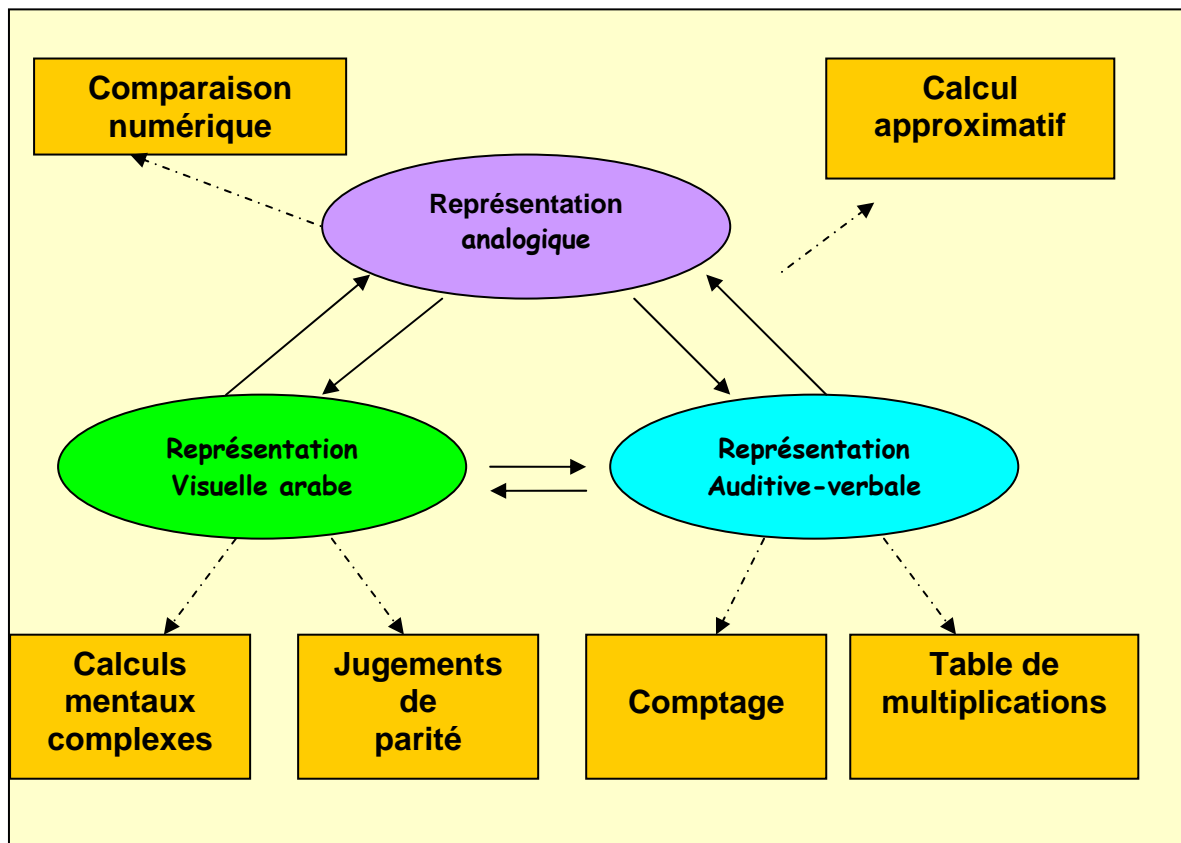 Comparaison
numérique
Calcul
approximatif
Représentation
analogique
Représentation
Visuelle arabe
Représentation
Auditive-verbale
Calculs
mentaux
complexes
Jugements
de
parité
Comptage
Table de
multiplications